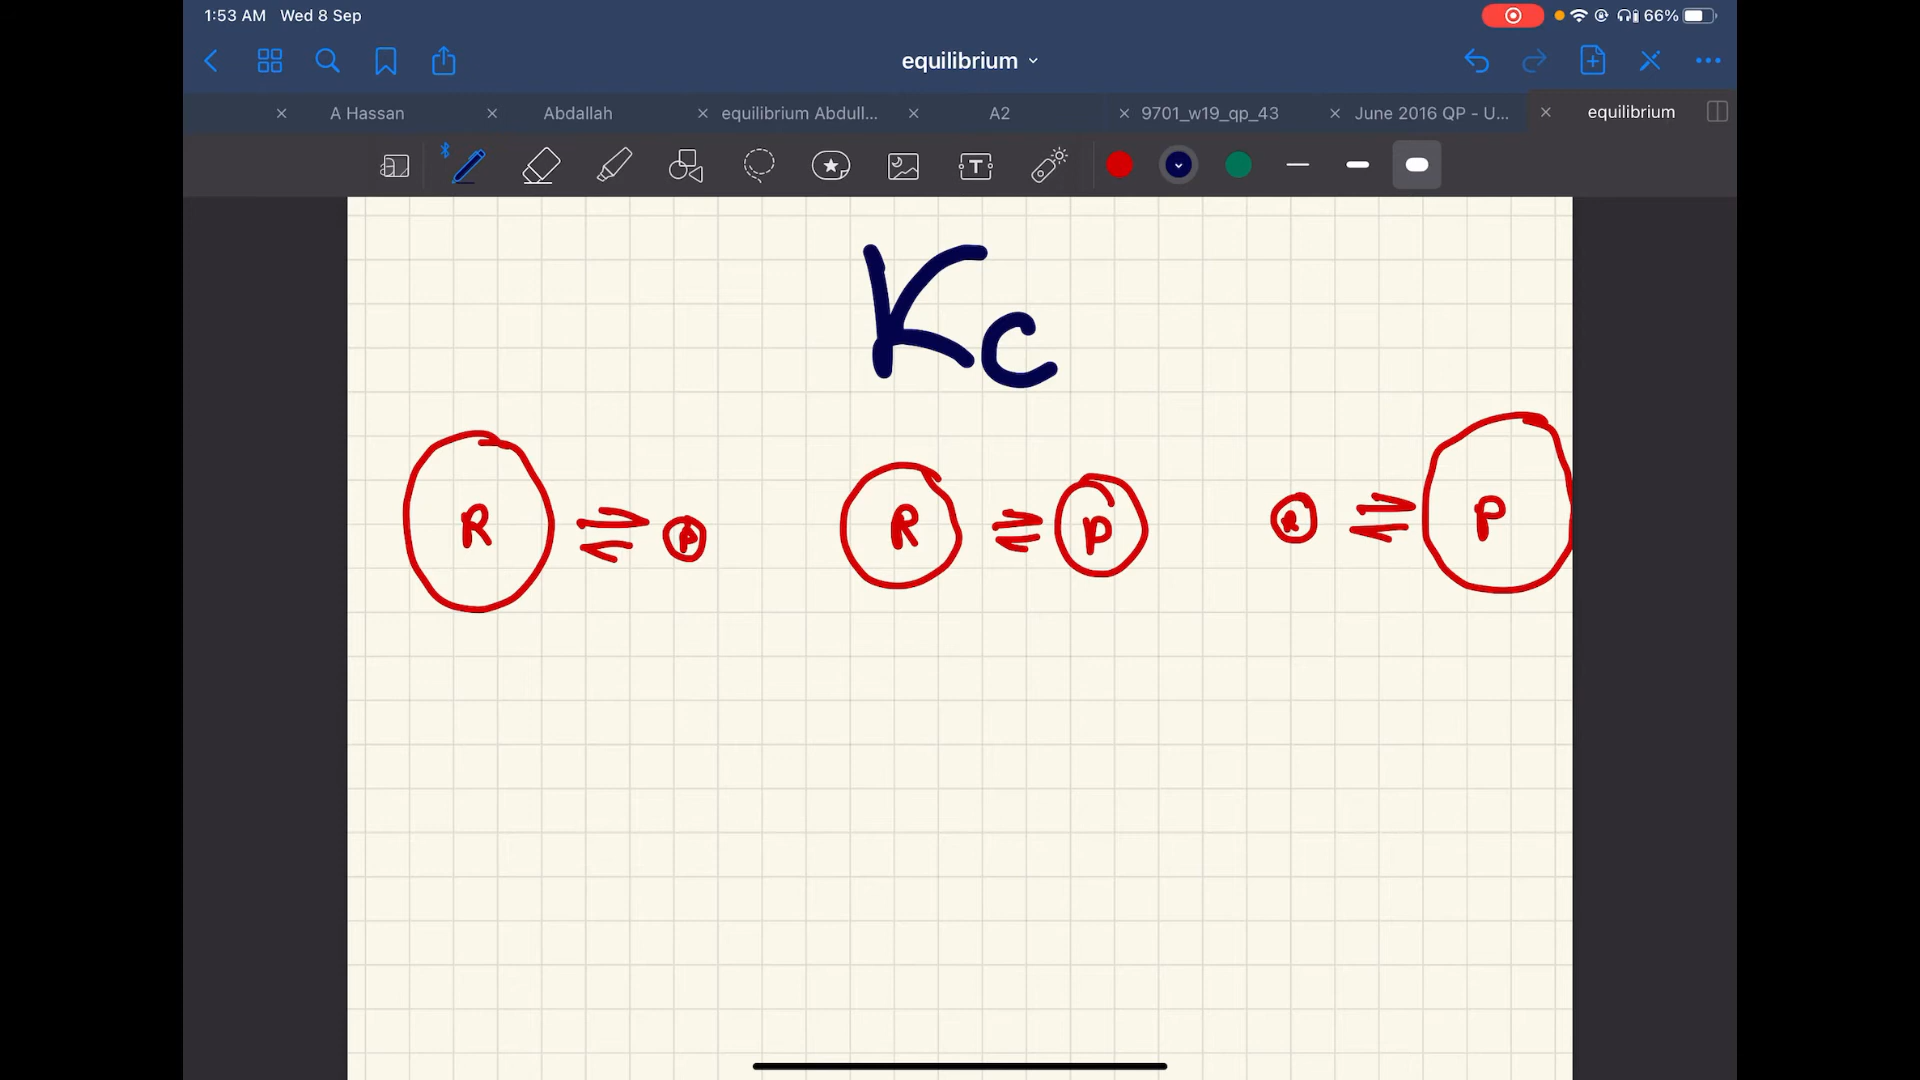 1:53 AM Wed 8 Sep 66%
equilibrium
A Hassan Abdallah equilibrium Abdull... A2 9701_w19_qp_43 June 2016 QP - U... equilibrium
T
Kc
R ⇌ P R ⇌ P R ⇌ P